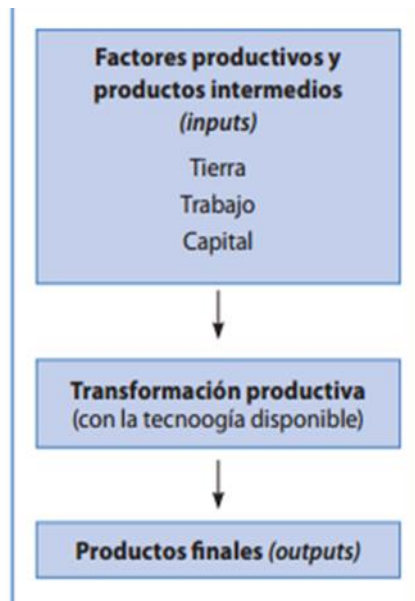 Factores productivos y
productos intermedios
(inputs)
Tierra
Trabajo
Capital
Transformación productiva
(con la tecnoogía disponible)
Productos finales (outputs)